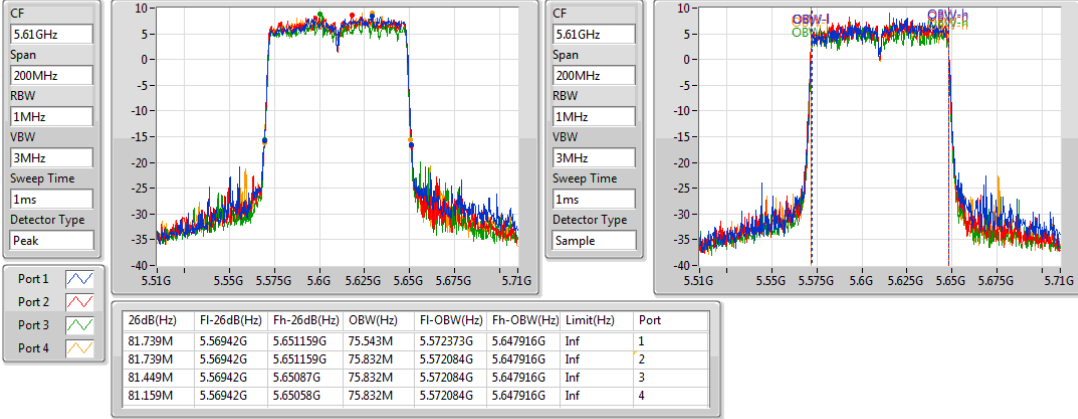 CF
5.61GHz
Span
200MHz
RBW
1MHz
VBW
3MHz
Sweep Time
1ms
Detector Type
Peak
10
5
0
-5
-10
-15
-20
-25
-30
-35
-40
5.51G 5.55G 5.575G 5.6G 5.625G 5.65G 5.675G 5.71G
CF
5.61GHz
Span
200MHz
RBW
1MHz
VBW
3MHz
Sweep Time
1ms
Detector Type
Sample
10
5
0
-5
-10
-15
-20
-25
-30
-35
-40
OBW-l OBW-h
5.51G 5.55G 5.575G 5.6G 5.625G 5.65G 5.675G 5.71G
Port 1
Port 2
Port 3
Port 4
26dB(Hz) Fl-26dB(Hz) Fh-26dB(Hz) OBW(Hz) Fl-OBW(Hz) Fh-OBW(Hz) Limit(Hz) Port
81.739M 5.56942G 5.651159G 75.543M 5.572373G 5.647916G Inf 1
81.739M 5.56942G 5.651159G 75.832M 5.572084G 5.647916G Inf 2
81.449M 5.56942G 5.65087G 75.832M 5.572084G 5.647916G Inf 3
81.159M 5.56942G 5.65058G 75.832M 5.572084G 5.647916G Inf 4